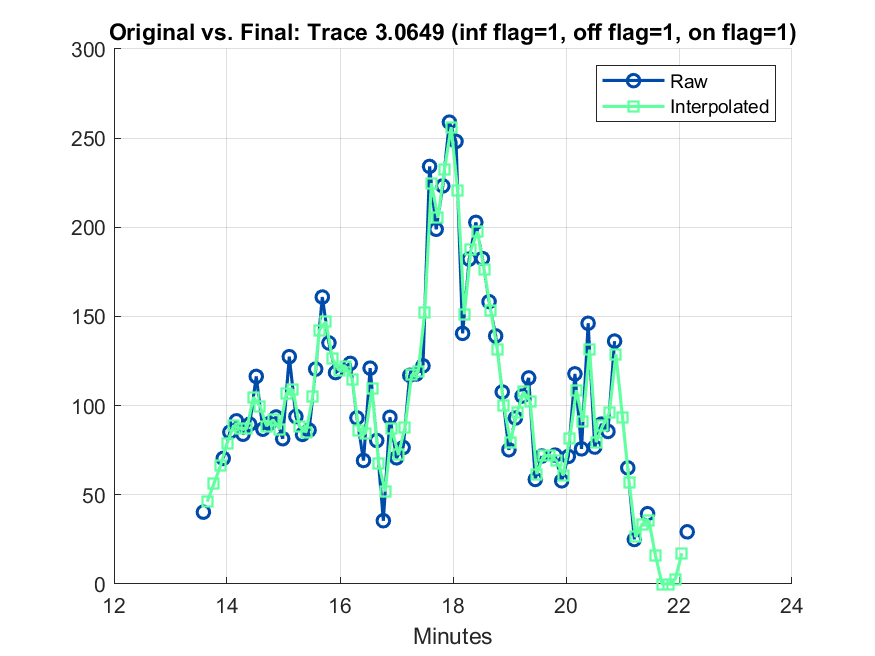 Original vs. Final: Trace 3.0649 (inf flag=1, off flag=1, on flag=1)
300
250
200
150
100
50
0
Raw
Interpolated
12 14 16 18 20 22 24
Minutes